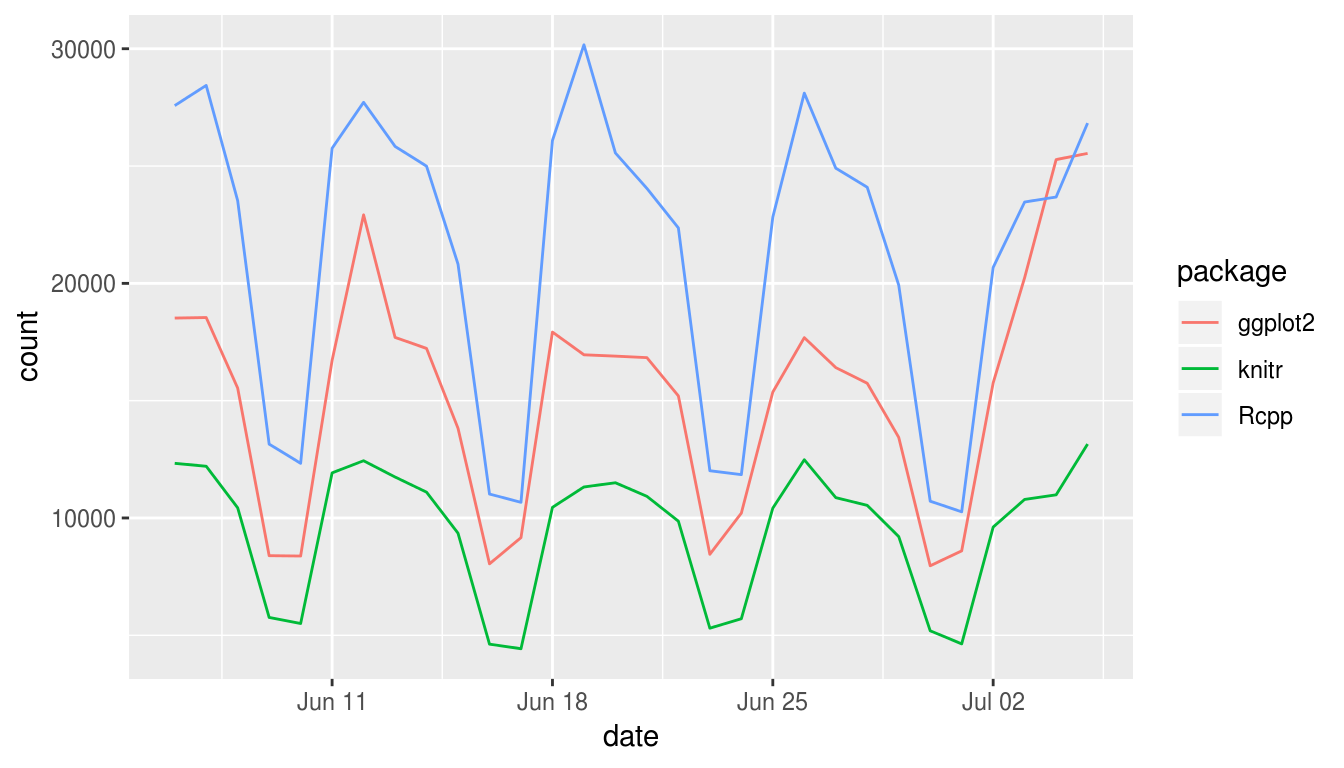 30000
20000
10000
count
Jun 11
Jun 18
Jun 25
Jul 02
date
package
ggplot2
knitr
Rcpp